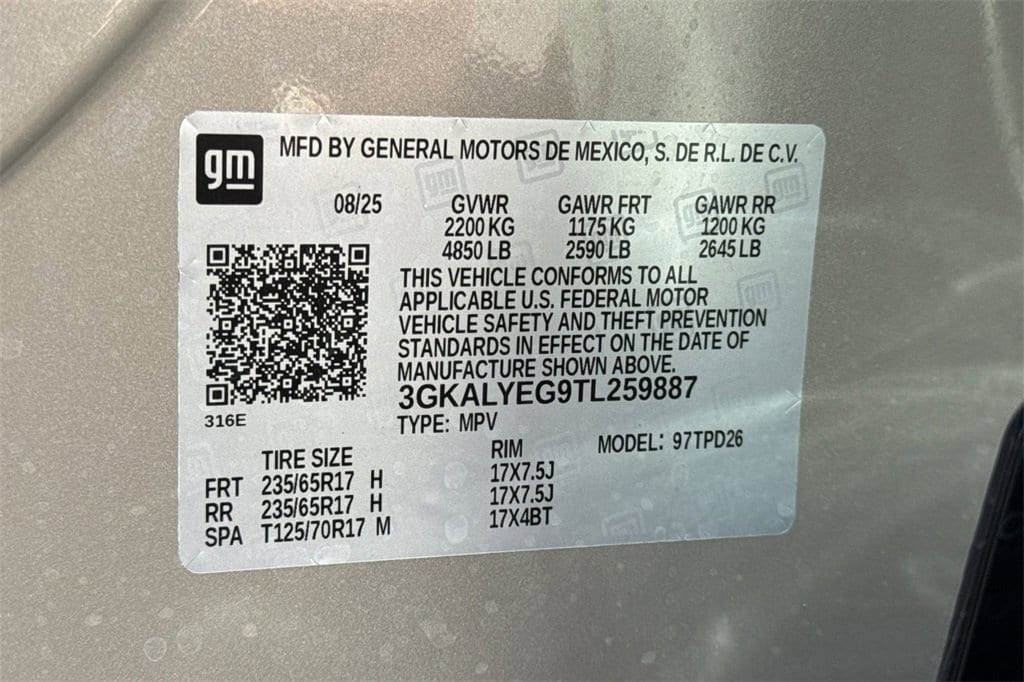 gm MFD BY GENERAL MOTORS DE MEXICO, S. DE R.L. DE C.V.
08/25 GVWR GAWR FRT GAWR RR
2200 KG 1175 KG 1200 KG
4850 LB 2590 LB 2645 LB
THIS VEHICLE CONFORMS TO ALL
APPLICABLE U.S. FEDERAL MOTOR
VEHICLE SAFETY AND THEFT PREVENTION
STANDARDS IN EFFECT ON THE DATE OF
MANUFACTURE SHOWN ABOVE.
3GKALYEG9TL259887
316E
TYPE: MPV
TIRE SIZE RIM MODEL: 97TPD26
FRT 235/65R17 H 17X7.5J
RR 235/65R17 H 17X7.5J
SPA T125/70R17 M 17X4BT